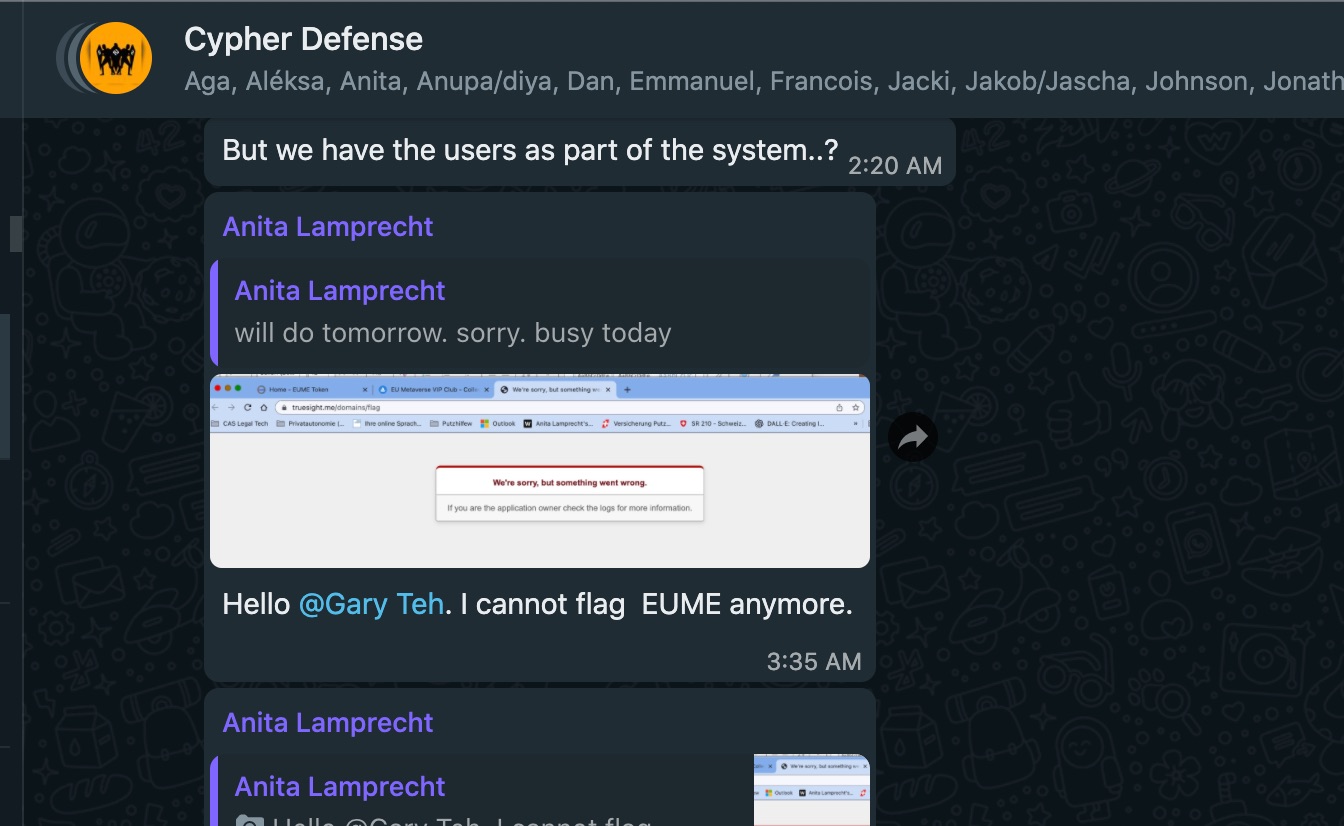 Cypher Defense
Aga, Aléksa, Anita, Anupa/diya, Dan, Emmanuel, Francois, Jacki, Jakob/Jascha, Johnson, Jonath
But we have the users as part of the system..?
2:20 AM
Anita Lamprecht
Anita Lamprecht
will do tomorrow. sorry. busy today
Home - EUME Token
EU Metaverse VIP Club - Coll
We're sorry, but something we
truesight.me/domains/flag
CAS Legal Tech Privatautonomie (... Ihre online Sprach... Putzhilfew Outlook Anita Lamprecht's... Versicherung Putz... SR 210 - Schweiz... DALL·E: Creating I... »
We're sorry, but something went wrong.
If you are the application owner check the logs for more information.
Hello @Gary Teh. I cannot flag  EUME anymore.
3:35 AM
Anita Lamprecht
Anita Lamprecht
We're sorry, but something we
Outlook Anita Lamprecht's...
Hello @Gary Teh. I cannot flag